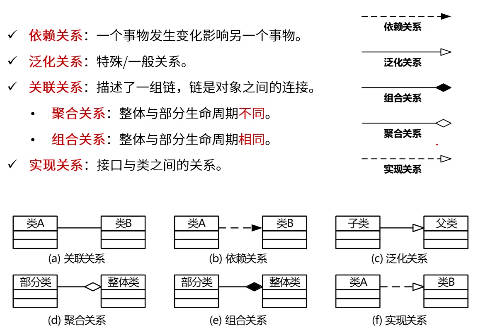 ✓ 依赖关系：一个事物发生变化影响另一个事物。
✓ 泛化关系：特殊/一般关系。
✓ 关联关系：描述了一组链，链是对象之间的连接。
• 聚合关系：整体与部分生命周期不同。
• 组合关系：整体与部分生命周期相同。
✓ 实现关系：接口与类之间的关系。
依赖关系
泛化关系
组合关系
聚合关系
实现关系
类A 类B
(a) 关联关系
类A 类B
(b) 依赖关系
子类 父类
(c) 泛化关系
部分类 整体类
(d) 聚合关系
部分类 整体类
(e) 组合关系
类A 类B
(f) 实现关系